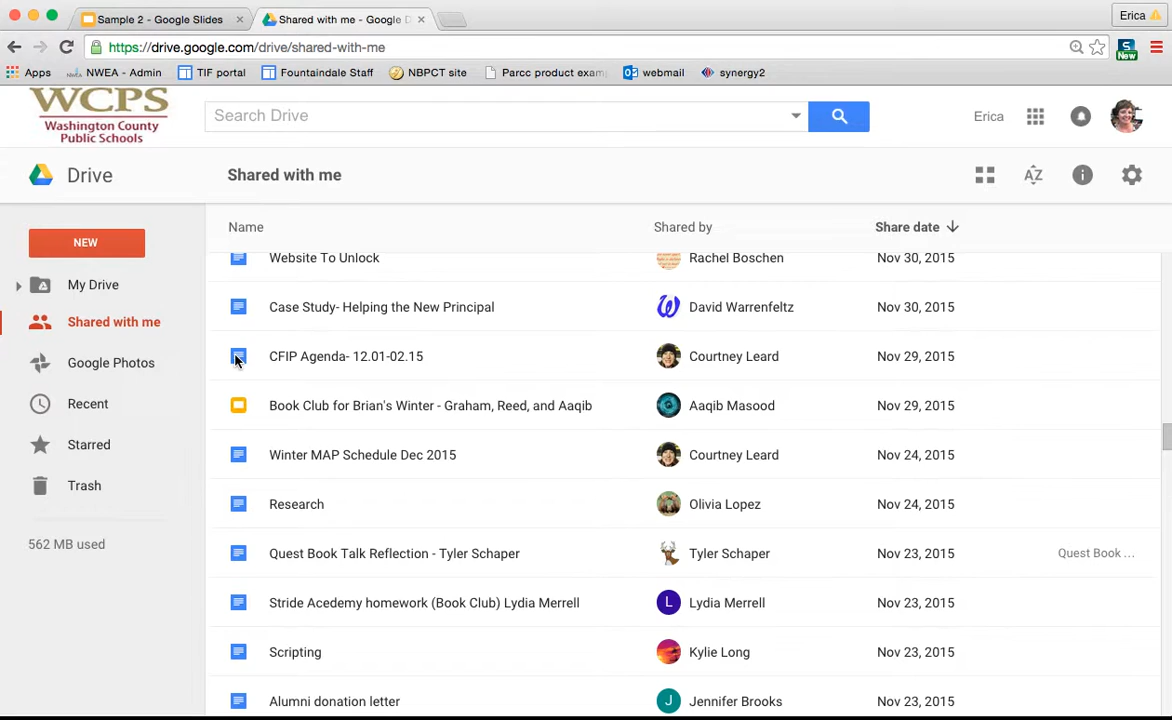 Sample 2 - Google Slides
Shared with me - Google D
Erica
https://drive.google.com/drive/shared-with-me
New
Apps
NWEA - Admin
TIF portal
Fountaindale Staff
NBPCT site
Parcc product exam
webmail
synergy2
WCPS
Washington County
Public Schools
Search Drive
Erica
Drive
Shared with me
AZ
NEW
My Drive
Shared with me
Google Photos
Recent
Starred
Trash
562 MB used
Name Shared by Share date
Website To Unlock Rachel Boschen Nov 30, 2015
Case Study- Helping the New Principal David Warrenfeltz Nov 30, 2015
CFIP Agenda- 12.01-02.15 Courtney Leard Nov 29, 2015
Book Club for Brian's Winter - Graham, Reed, and Aaqib Aaqib Masood Nov 29, 2015
Winter MAP Schedule Dec 2015 Courtney Leard Nov 24, 2015
Research Olivia Lopez Nov 24, 2015
Quest Book Talk Reflection - Tyler Schaper Tyler Schaper Nov 23, 2015 Quest Book ...
Stride Acedemy homework (Book Club) Lydia Merrell L Lydia Merrell Nov 23, 2015
Scripting Kylie Long Nov 23, 2015
Alumni donation letter J Jennifer Brooks Nov 23, 2015